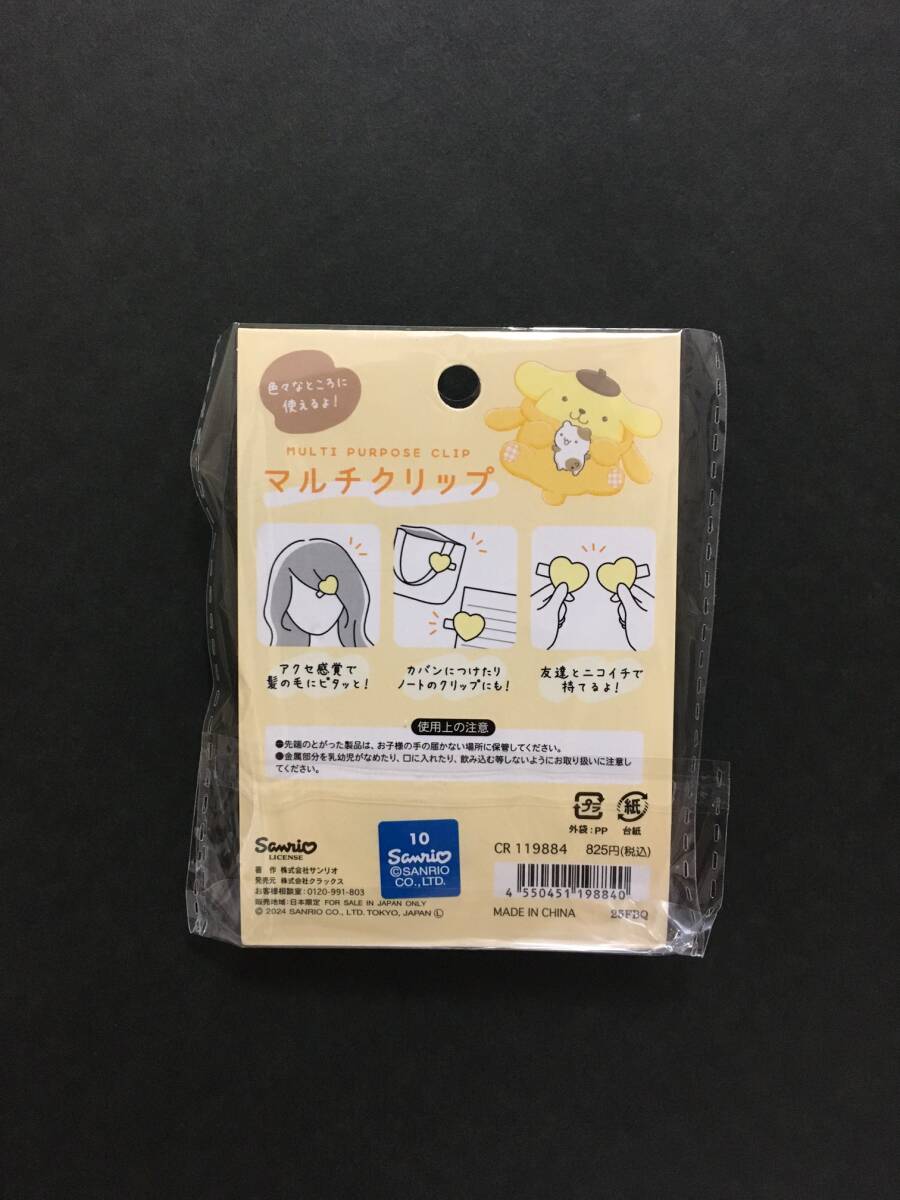 色々なところに
使えるよ!
MULTI PURPOSE CLIP
マルチクリップ
アクセ感覚で
髪の毛にピタッと!
カバンにつけたり
ノートのクリップにも!
友達とニコイチで
持てるよ!
使用上の注意
●先端のとがった製品は、お子様の手の届かない場所に保管してください。
●金属部分を乳幼児がなめたり、口に入れたり、飲み込む等しないようにお取り扱いに注意し
てください。
プラ
外袋:PP
紙
台紙
Sanrio
LICENSE
著 作 株式会社サンリオ
発売元 株式会社クラックス
お客様相談室:0120-991-803
販売地域:日本限定 FOR SALE IN JAPAN ONLY
© 2024 SANRIO CO., LTD. TOKYO, JAPAN Ⓛ
10
Sanrio
©SANRIO
CO., LTD.
CR 119884 825円(税込)
4 550451 198840
MADE IN CHINA
25FBQ